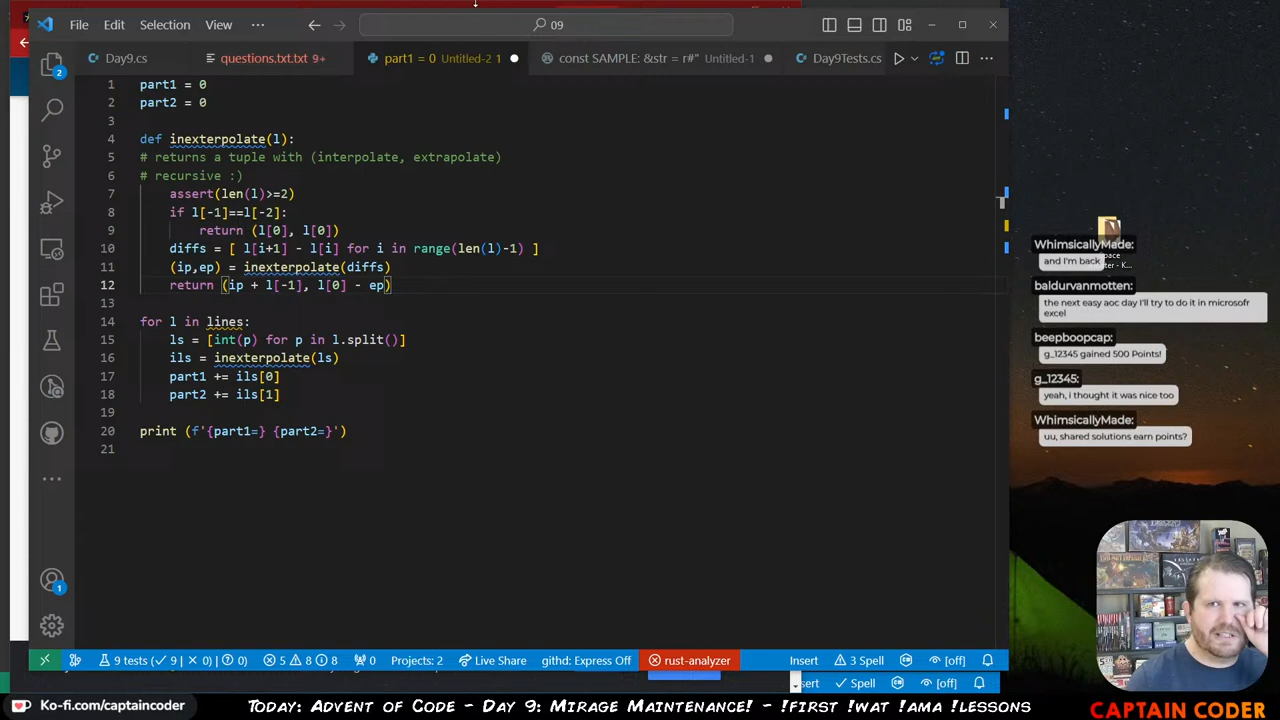 File Edit Selection View ··· 09
Day9.cs questions.txt.txt 9+ part1 = 0 Untitled-2 1 const SAMPLE: &str = r#" Untitled-1 Day9Tests.cs
1 part1 = 0
2 part2 = 0
3
4 def inexterpolate(l):
5 # returns a tuple with (interpolate, extrapolate)
6 # recursive :)
7 assert(len(l)>=2)
8 if l[-1]==l[-2]:
9 return (l[0], l[0])
10 diffs = [ l[i+1] - l[i] for i in range(len(l)-1) ]
11 (ip,ep) = inexterpolate(diffs)
12 return (ip + l[-1], l[0] - ep)
13
14 for l in lines:
15 ls = [int(p) for p in l.split()]
16 ils = inexterpolate(ls)
17 part1 += ils[0]
18 part2 += ils[1]
19
20 print (f'{part1=} {part2=}')
21
2
1
9 tests (✓ 9 | × 0) | ? 0) 5 8 8 0 Projects: 2 Live Share githd: Express Off rust-analyzer Insert 3 Spell [off]
sert ✓ Spell [off]
WhimsicallyMade:
and I'm back
baldurvanmotten:
the next easy aoc day I'll try to do it in microsofr
excel
beepboopcap:
g_12345 gained 500 Points!
g_12345:
yeah, i thought it was nice too
WhimsicallyMade:
uu, shared solutions earn points?
Ko-fi.com/captaincoder Today: Advent of Code - Day 9: Mirage Maintenance! - !first !wat !ama !lessons CAPTAIN CODER